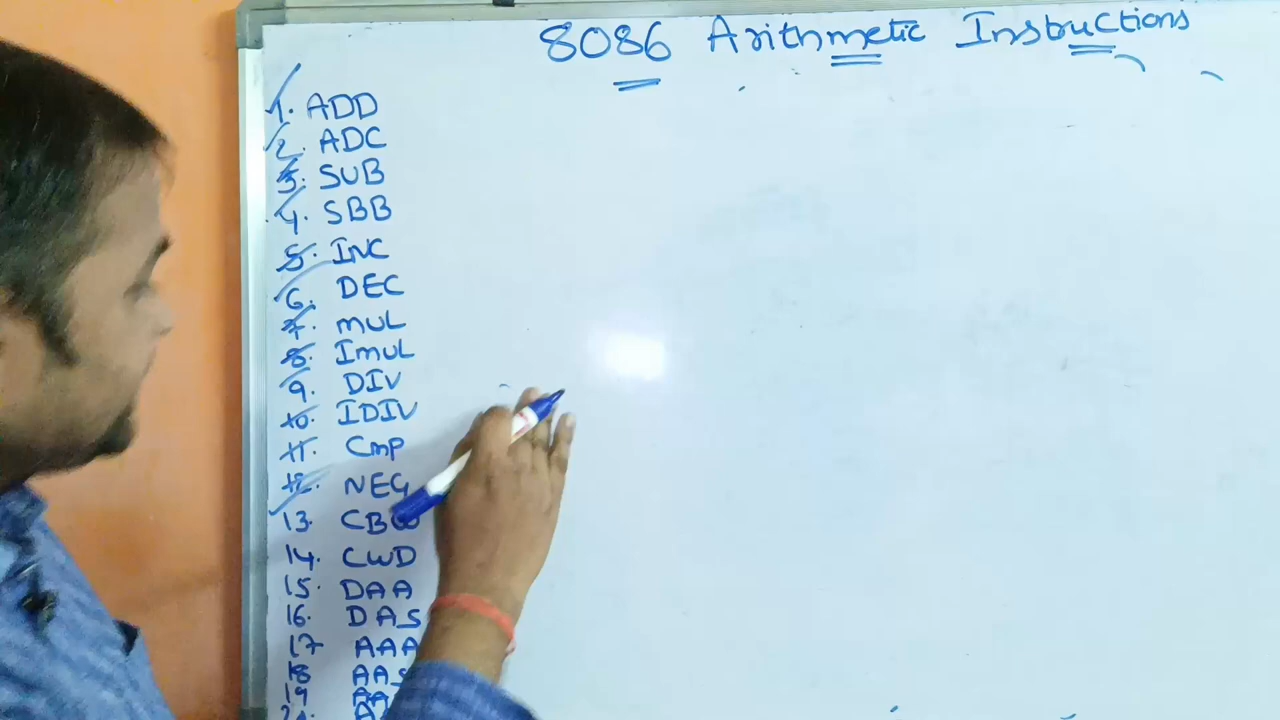 8086 Arithmetic Instructions
1. ADD
2. ADC
3. SUB
4. SBB
5. INC
6. DEC
7. MUL
8. IMUL
9. DIV
10. IDIV
11. CMP
12. NEG
13. CBW
14. CWD
15. DAA
16. DAS
17 AAA
18 AAS
19
20.